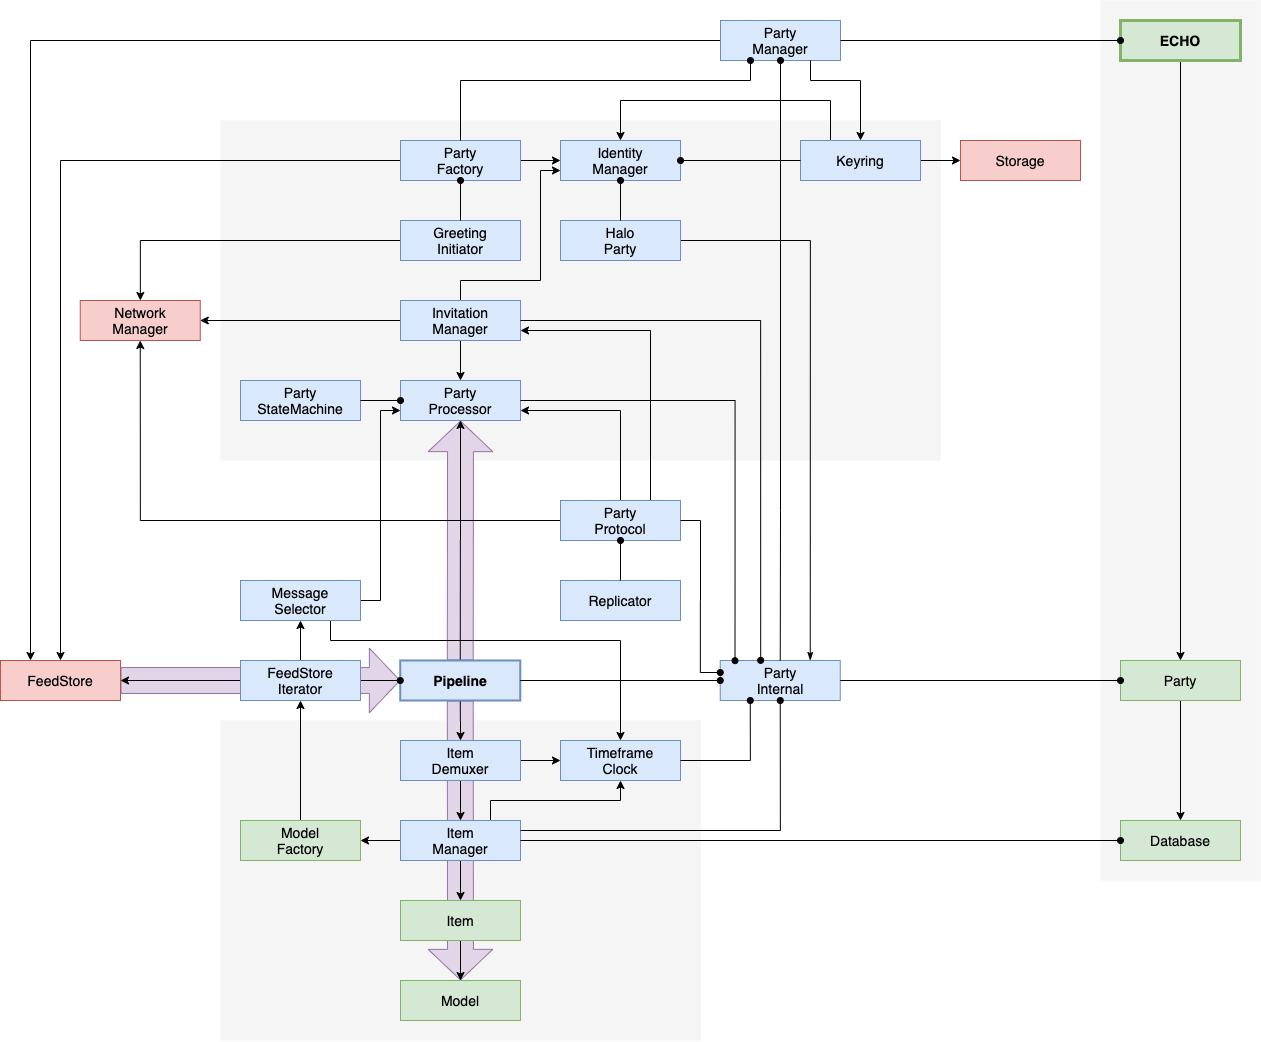 Party
Manager
ECHO
Party
Factory
Identity
Manager
Keyring
Storage
Greeting
Initiator
Halo
Party
Network
Manager
Invitation
Manager
Party
StateMachine
Party
Processor
Party
Protocol
Message
Selector
Replicator
FeedStore
FeedStore
Iterator
Pipeline
Party
Internal
Party
Item
Demuxer
Timeframe
Clock
Model
Factory
Item
Manager
Database
Item
Model